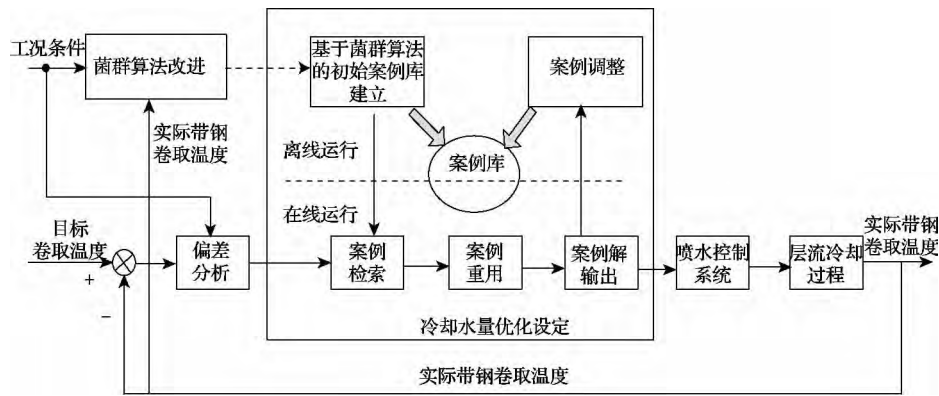 工况条件
菌群算法改进
基于菌群算法
的初始案例库
建立
案例调整
实际带钢
卷取温度
离线运行
案例库
在线运行
目标
卷取温度
+
−
偏差
分析
案例
检索
案例
重用
案例解
输出
喷水控制
系统
层流冷却
过程
实际带钢
卷取温度
冷却水量优化设定
实际带钢卷取温度